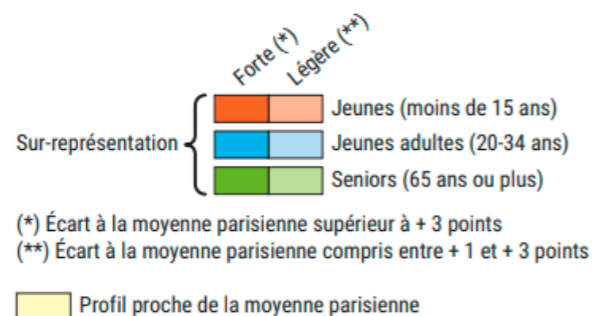 Forte (*)
Légère (**)
Jeunes (moins de 15 ans)
Sur-représentation
Jeunes adultes (20-34 ans)
Seniors (65 ans ou plus)
(*) Écart à la moyenne parisienne supérieur à + 3 points
(**) Écart à la moyenne parisienne compris entre + 1 et + 3 points
Profil proche de la moyenne parisienne